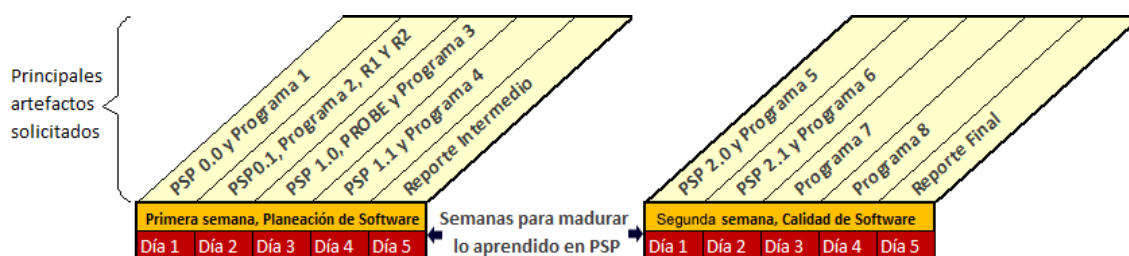 Principales
artefactos
solicitados
PSP 0.0 y Programa 1
PSP0.1, Programa 2, R1 Y R2
PSP 1.0, PROBE y Programa 3
PSP 1.1 y Programa 4
Reporte Intermedio
Primera semana, Planeación de Software
Día 1 Día 2 Día 3 Día 4 Día 5
Semanas para madurar
lo aprendido en PSP
PSP 2.0 y Programa 5
PSP 2.1 y Programa 6
Programa 7
Programa 8
Reporte Final
Segunda semana, Calidad de Software
Día 1 Día 2 Día 3 Día 4 Día 5